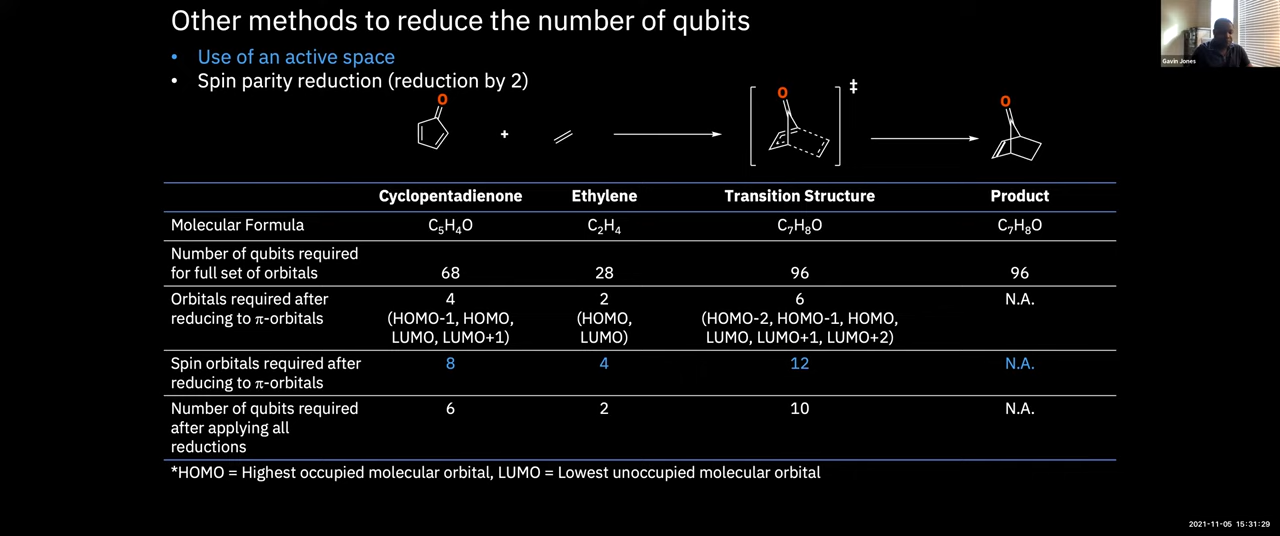 Other methods to reduce the number of qubits
• Use of an active space
• Spin parity reduction (reduction by 2)
Gavin Jones
O
+
O
‡
O
Cyclopentadienone Ethylene Transition Structure Product
Molecular Formula C₅H₄O C₂H₄ C₇H₈O C₇H₈O
Number of qubits required
for full set of orbitals 68 28 96 96
Orbitals required after 4 2 6 N.A.
reducing to π-orbitals (HOMO-1, HOMO, (HOMO, (HOMO-2, HOMO-1, HOMO,
LUMO, LUMO+1) LUMO) LUMO, LUMO+1, LUMO+2)
Spin orbitals required after 8 4 12 N.A.
reducing to π-orbitals
Number of qubits required 6 2 10 N.A.
after applying all
reductions
*HOMO = Highest occupied molecular orbital, LUMO = Lowest unoccupied molecular orbital
2021-11-05 15:31:29